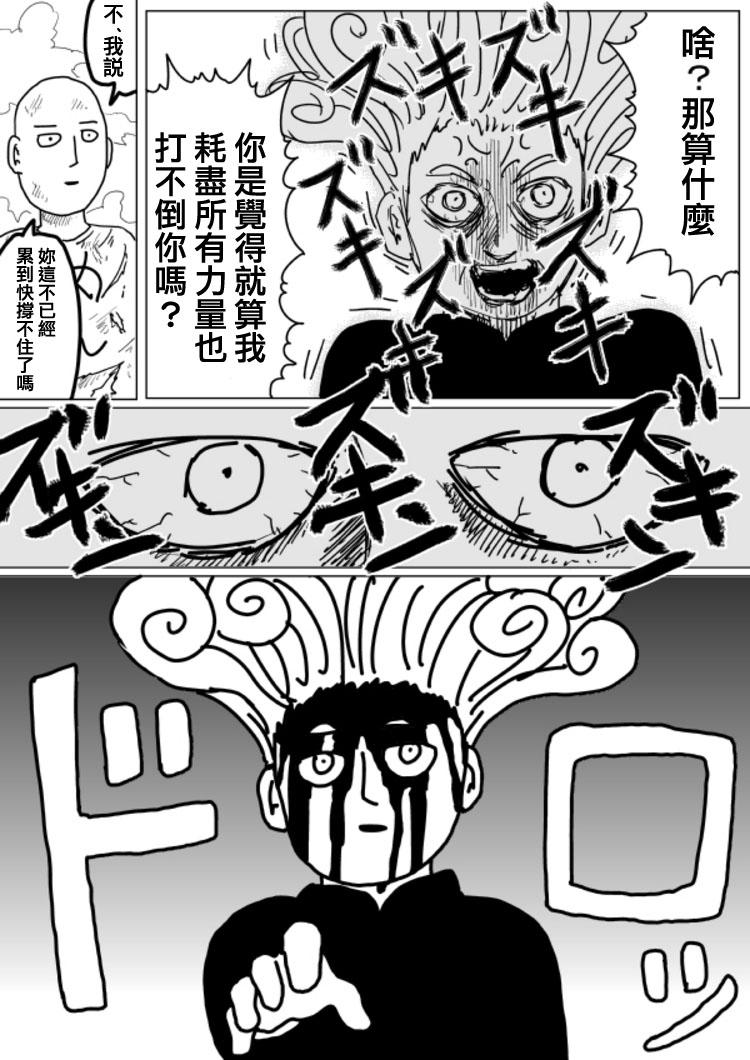 啥？那算什麼
ズキズキ
ズキ
ズキ
ズキ
你是覺得就算我
耗盡所有力量也
打不倒你嗎？
不、我説
妳這不已經
累到快撐不住了嗎
ズキン
ズキン
ズキン
ドロッ